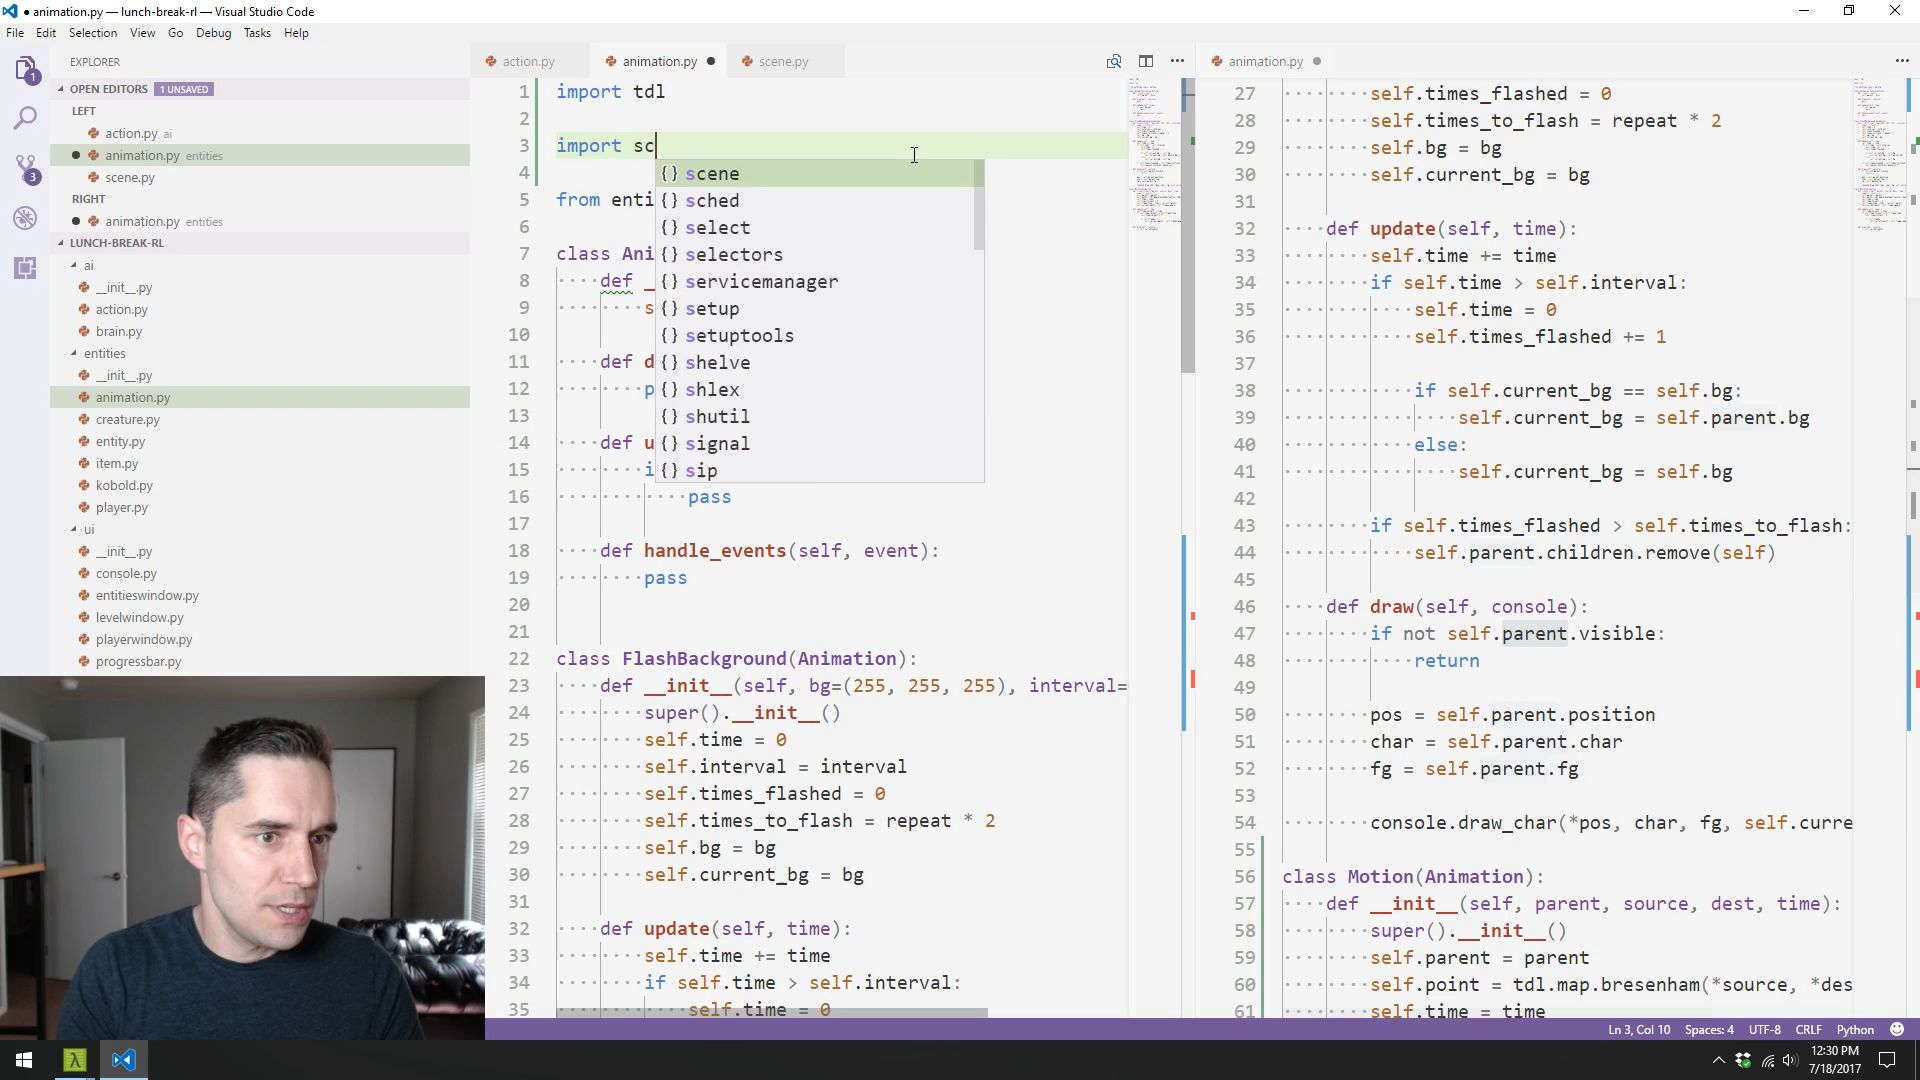 ● animation.py — lunch-break-rl — Visual Studio Code
File Edit Selection View Go Debug Tasks Help
EXPLORER
OPEN EDITORS 1 UNSAVED
LEFT
action.py ai
animation.py entities
scene.py
RIGHT
animation.py entities
LUNCH-BREAK-RL
ai
__init__.py
action.py
brain.py
entities
__init__.py
animation.py
creature.py
entity.py
item.py
kobold.py
player.py
ui
__init__.py
console.py
entitieswindow.py
levelwindow.py
playerwindow.py
progressbar.py
1
3
action.py animation.py scene.py
1 import tdl
2
3 import sc
4
5 from enti
6
7 class Ani
8 def _
9 s
10
11 def d
12 p
13
14 def u
15 i
16 pass
17
18 def handle_events(self, event):
19 pass
20
21
22 class FlashBackground(Animation):
23 def __init__(self, bg=(255, 255, 255), interval=
24 super().__init__()
25 self.time = 0
26 self.interval = interval
27 self.times_flashed = 0
28 self.times_to_flash = repeat * 2
29 self.bg = bg
30 self.current_bg = bg
31
32 def update(self, time):
33 self.time += time
34 if self.time > self.interval:
35 self.time = 0
{} scene
{} sched
{} select
{} selectors
{} servicemanager
{} setup
{} setuptools
{} shelve
{} shlex
{} shutil
{} signal
{} sip
animation.py
27 self.times_flashed = 0
28 self.times_to_flash = repeat * 2
29 self.bg = bg
30 self.current_bg = bg
31
32 def update(self, time):
33 self.time += time
34 if self.time > self.interval:
35 self.time = 0
36 self.times_flashed += 1
37
38 if self.current_bg == self.bg:
39 self.current_bg = self.parent.bg
40 else:
41 self.current_bg = self.bg
42
43 if self.times_flashed > self.times_to_flash:
44 self.parent.children.remove(self)
45
46 def draw(self, console):
47 if not self.parent.visible:
48 return
49
50 pos = self.parent.position
51 char = self.parent.char
52 fg = self.parent.fg
53
54 console.draw_char(*pos, char, fg, self.curre
55
56 class Motion(Animation):
57 def __init__(self, parent, source, dest, time):
58 super().__init__()
59 self.parent = parent
60 self.point = tdl.map.bresenham(*source, *des
61 self.time = time
Ln 3, Col 10 Spaces: 4 UTF-8 CRLF Python
12:30 PM
7/18/2017